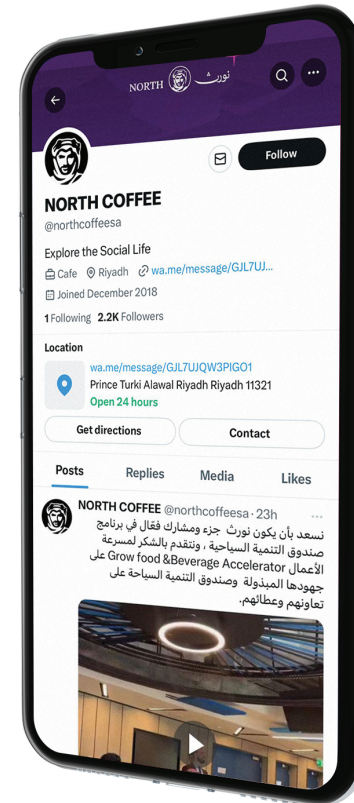 NORTH نورث
Follow
NORTH COFFEE
@northcoffeesa
Explore the Social Life
Cafe Riyadh wa.me/message/GJL7UJ...
Joined December 2018
1 Following 2.2K Followers
Location
wa.me/message/GJL7UJQW3PIGO1
Prince Turki Alawal Riyadh Riyadh 11321
Open 24 hours
Get directions Contact
Posts Replies Media Likes
NORTH COFFEE @northcoffeesa · 23h
نسعد بأن يكون نورث جزء ومشارك فعّال في برنامج
صندوق التنمية السياحية ، ونتقدم بالشكر لمسرعة
الأعمال Grow food &Beverage Accelerator على
جهودها المبذولة وصندوق التنمية السياحة على
تعاونهم وعطائهم.